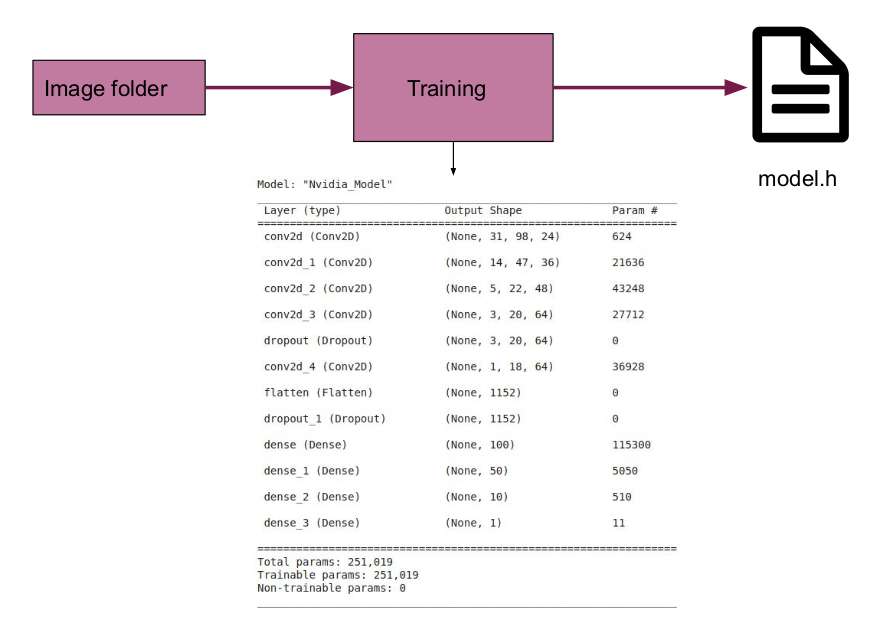 Image folder
Training
model.h
Model: "Nvidia_Model"
Layer (type) Output Shape Param #
conv2d (Conv2D) (None, 31, 98, 24) 624
conv2d_1 (Conv2D) (None, 14, 47, 36) 21636
conv2d_2 (Conv2D) (None, 5, 22, 48) 43248
conv2d_3 (Conv2D) (None, 3, 20, 64) 27712
dropout (Dropout) (None, 3, 20, 64) 0
conv2d_4 (Conv2D) (None, 1, 18, 64) 36928
flatten (Flatten) (None, 1152) 0
dropout_1 (Dropout) (None, 1152) 0
dense (Dense) (None, 100) 115300
dense_1 (Dense) (None, 50) 5050
dense_2 (Dense) (None, 10) 510
dense_3 (Dense) (None, 1) 11
Total params: 251,019
Trainable params: 251,019
Non-trainable params: 0